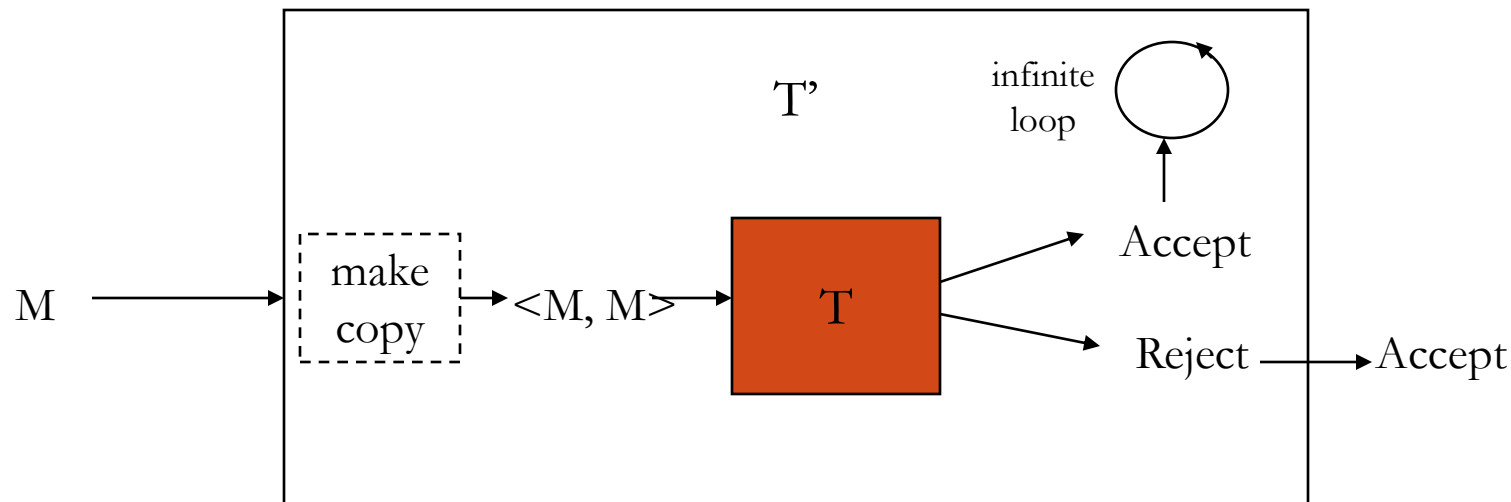 infinite
loop
T’
Accept
make
copy
M
<M, M>
T
Reject
Accept